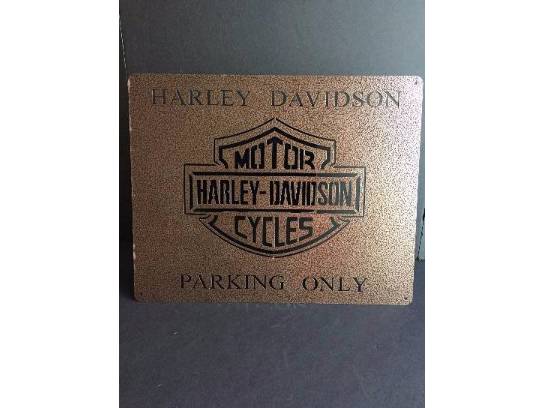 HARLEY DAVIDSON
MOTOR
HARLEY-DAVIDSON
CYCLES
PARKING ONLY